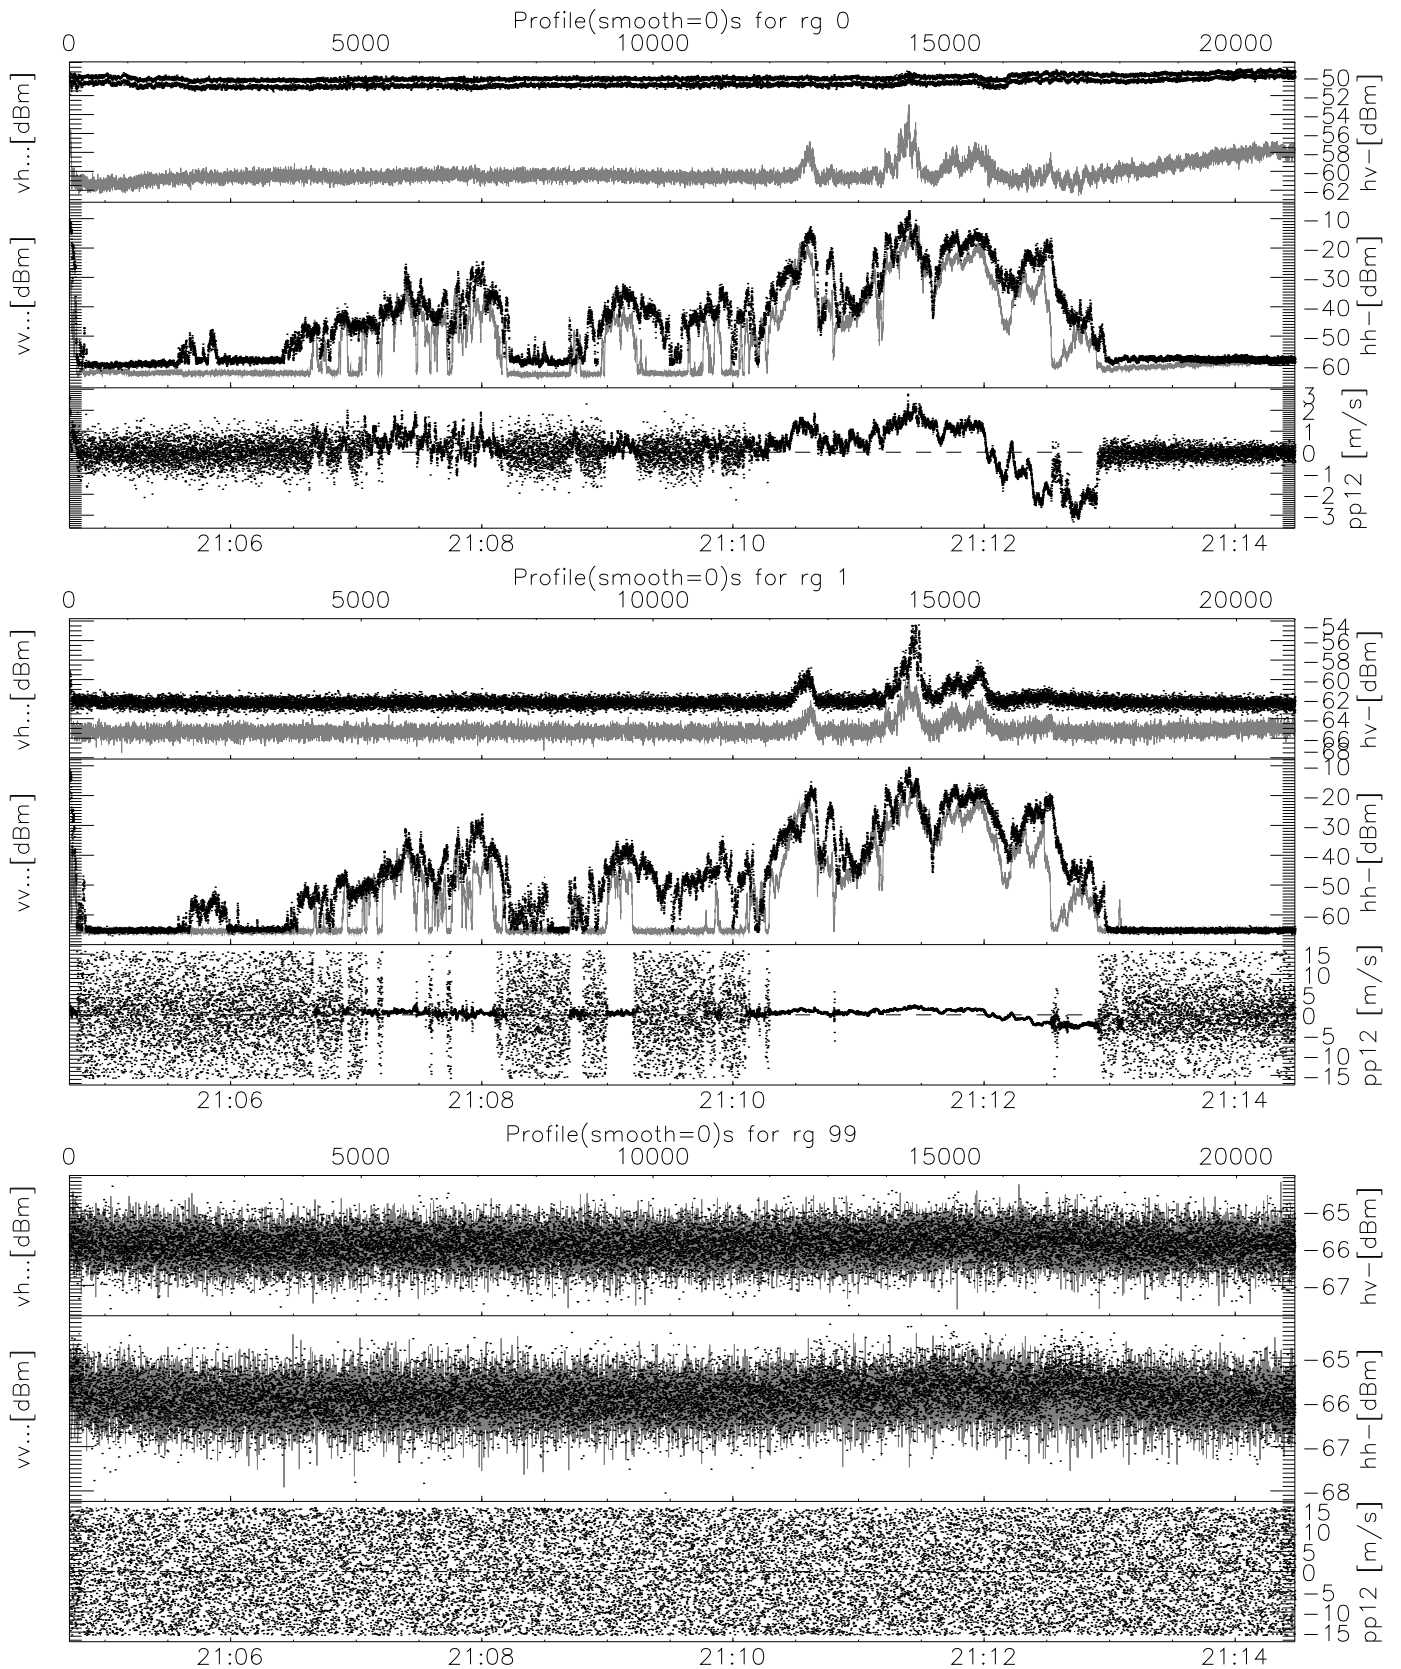 Profile(smooth=0)s for rg 0
0 5000 10000 15000 20000
vh...[dBm]
-50
-52
-54
-56
-58
-60
-62
hv-[dBm]
vv...[dBm]
-10
-20
-30
-40
-50
-60
hh-[dBm]
3
2
1
0
-1
-2
-3
pp12 [m/s]
21:06 21:08 21:10 21:12 21:14
Profile(smooth=0)s for rg 1
0 5000 10000 15000 20000
vh...[dBm]
-54
-56
-58
-60
-62
-64
-66
-68
hv-[dBm]
vv...[dBm]
-10
-20
-30
-40
-50
-60
hh-[dBm]
15
10
5
0
-5
-10
-15
pp12 [m/s]
21:06 21:08 21:10 21:12 21:14
Profile(smooth=0)s for rg 99
0 5000 10000 15000 20000
vh...[dBm]
-65
-66
-67
hv-[dBm]
vv...[dBm]
-65
-66
-67
-68
hh-[dBm]
15
10
5
0
-5
-10
-15
pp12 [m/s]
21:06 21:08 21:10 21:12 21:14